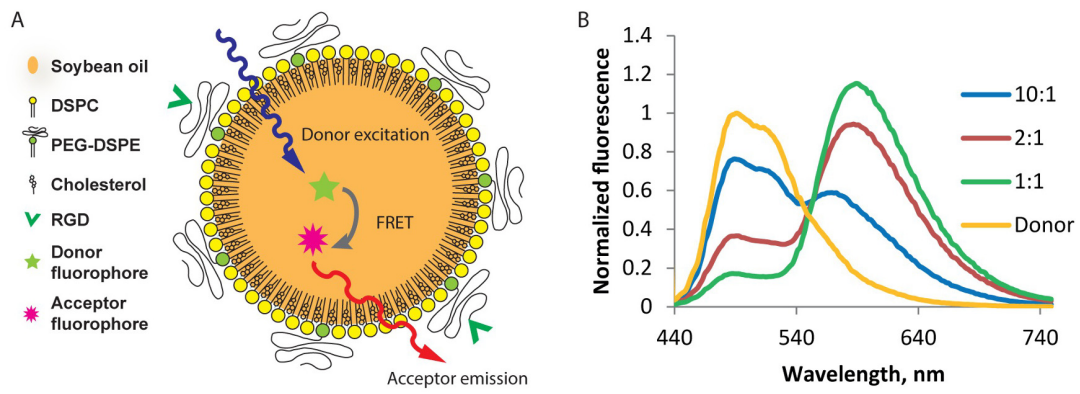 A
Soybean oil
DSPC
PEG-DSPE
Cholesterol
RGD
Donor
fluorophore
Acceptor
fluorophore
Donor excitation
FRET
Acceptor emission
B
Normalized fluorescence
1.4
1.2
1
0.8
0.6
0.4
0.2
0
440
540
640
740
Wavelength, nm
10:1
2:1
1:1
Donor